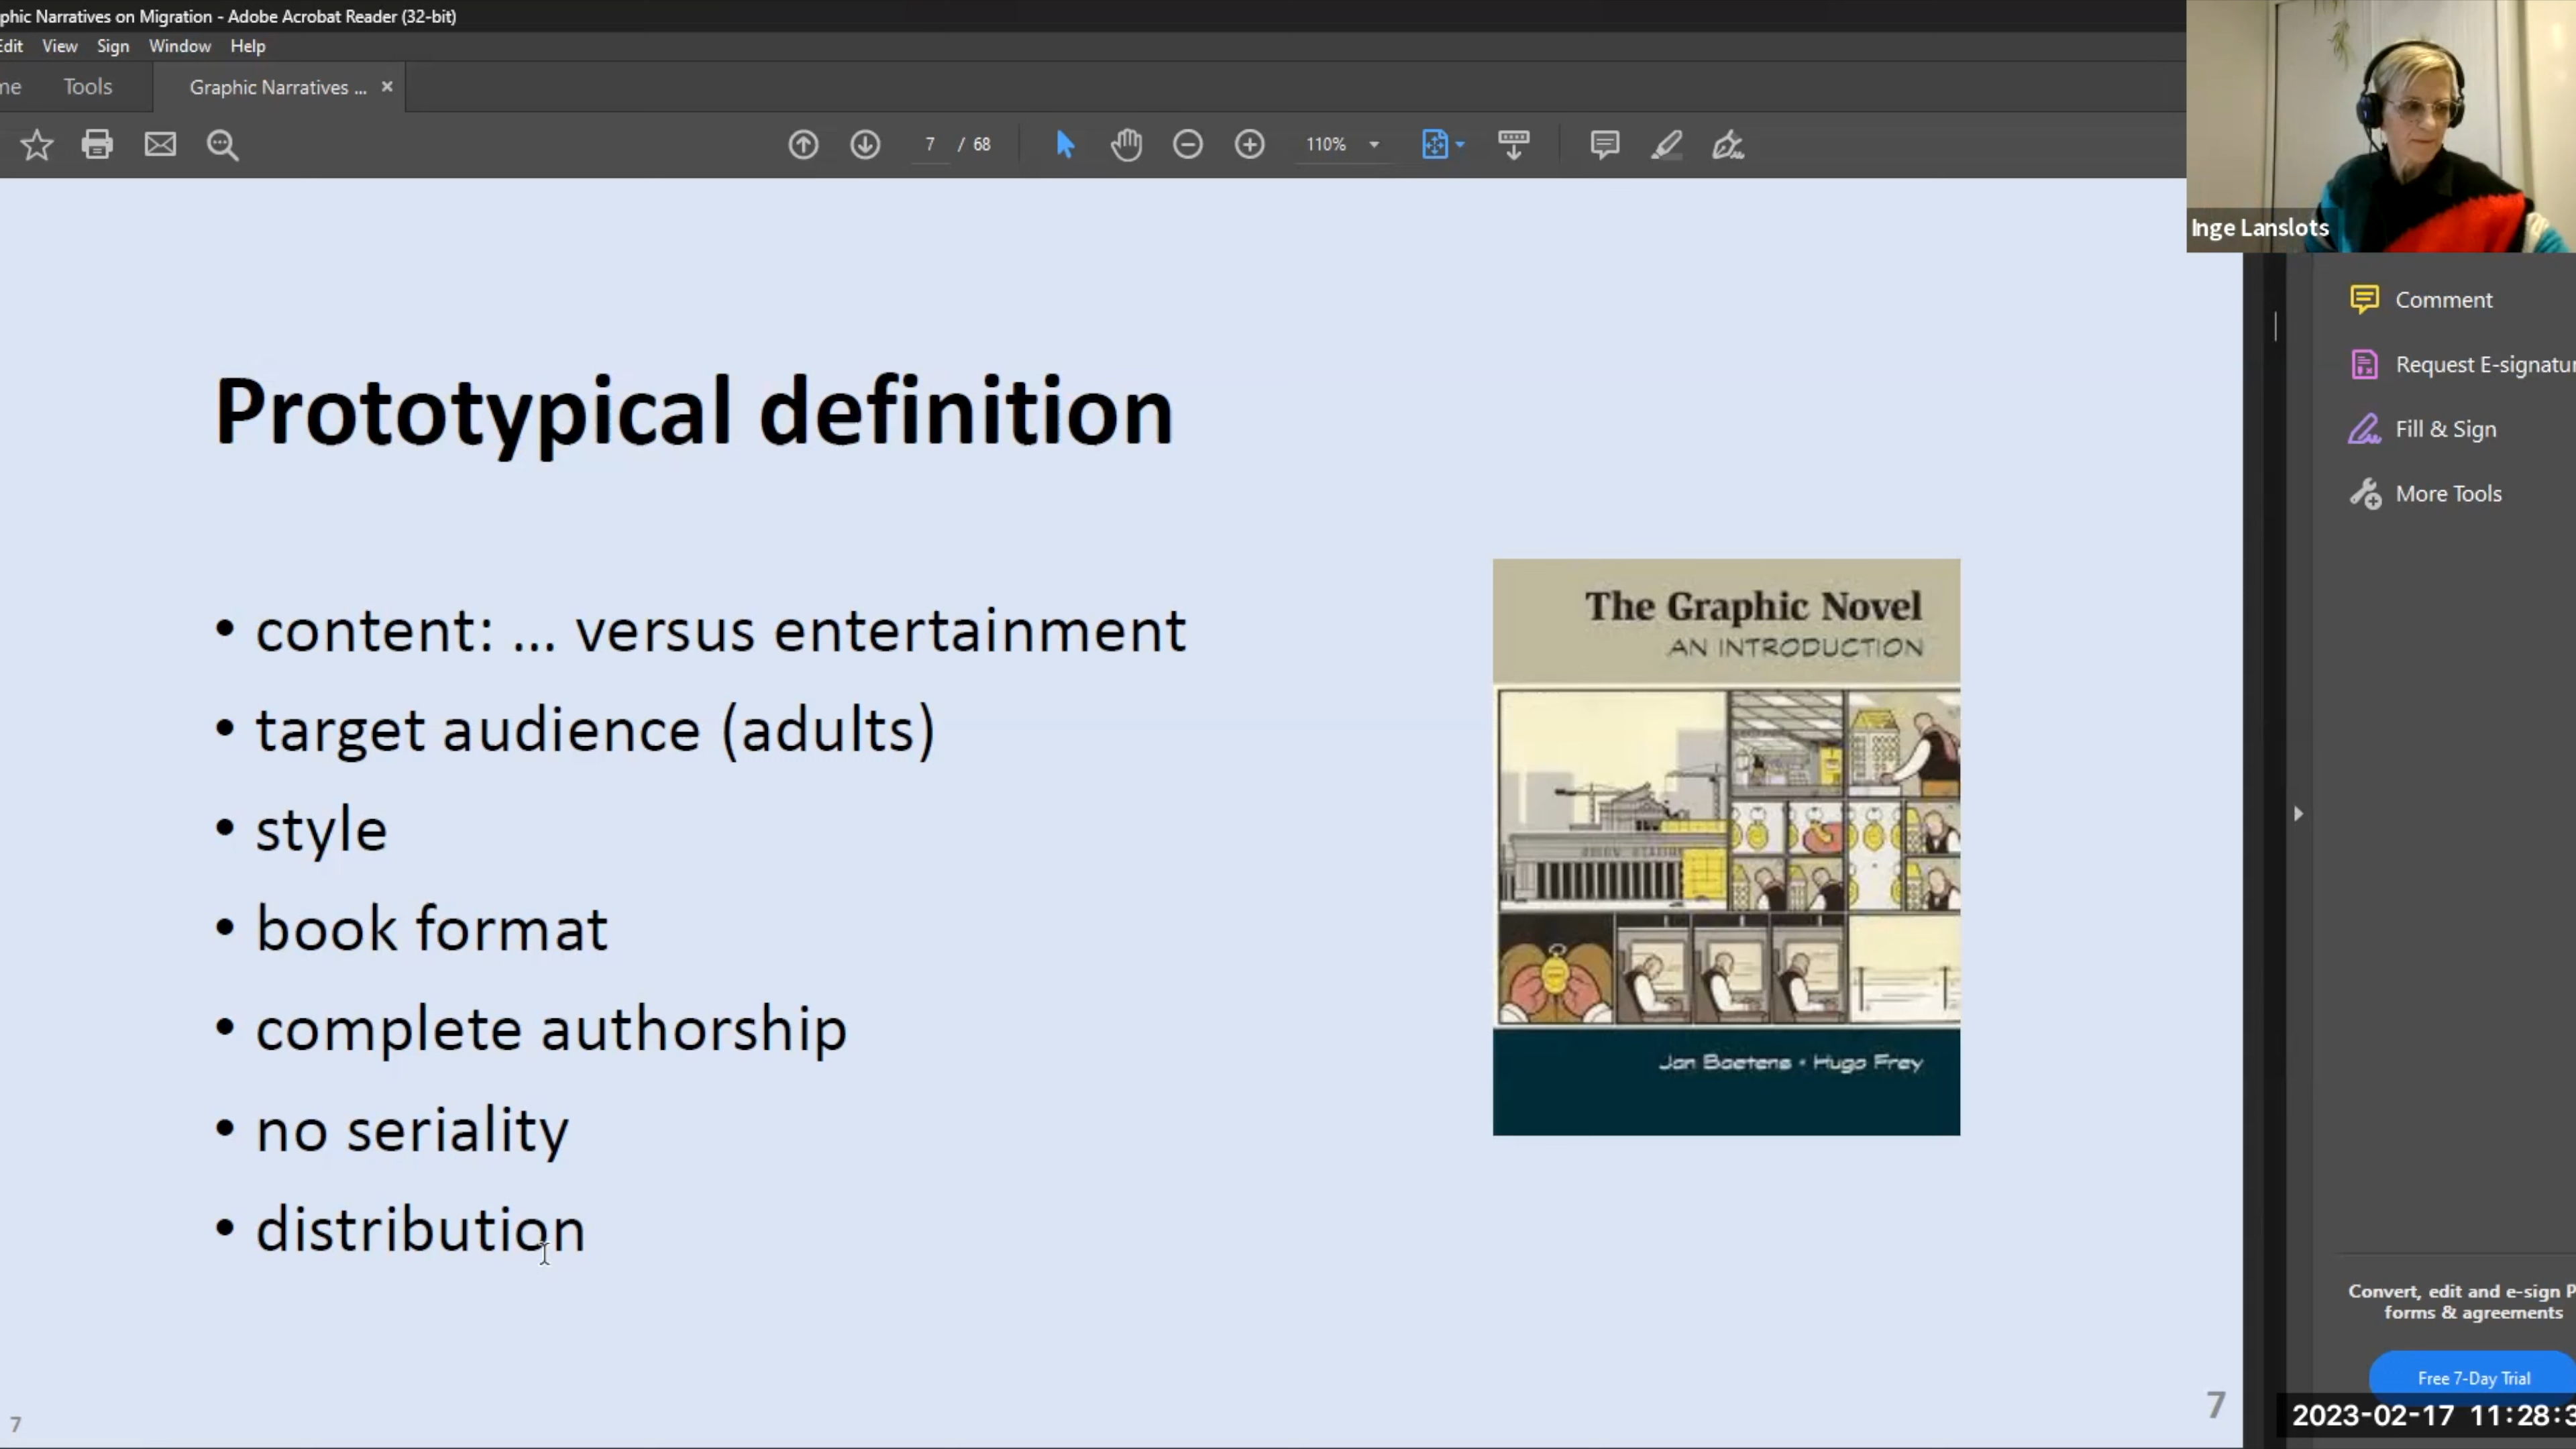 phic Narratives on Migration - Adobe Acrobat Reader (32-bit)
Edit View Sign Window Help
me Tools Graphic Narratives ... ×
7 / 68 110%
Inge Lanslots
Comment
Request E-signatur
Fill & Sign
More Tools
Prototypical definition
• content: ... versus entertainment
• target audience (adults)
• style
• book format
• complete authorship
• no seriality
• distribution
The Graphic Novel
AN INTRODUCTION
Jan Baetens • Hugo Frey
Convert, edit and e-sign P
forms & agreements
Free 7-Day Trial
7
7
2023-02-17 11:28:3